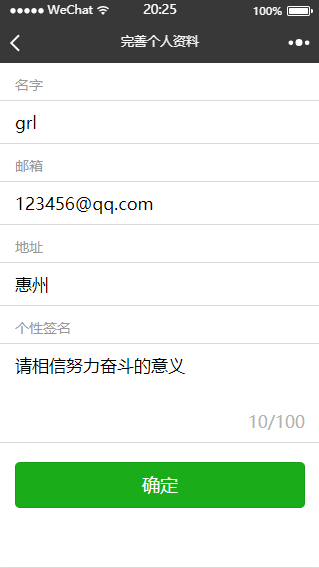 WeChat 20:25 100%
完善个人资料
名字
grl
邮箱
123456@qq.com
地址
惠州
个性签名
请相信努力奋斗的意义
10/100
确定